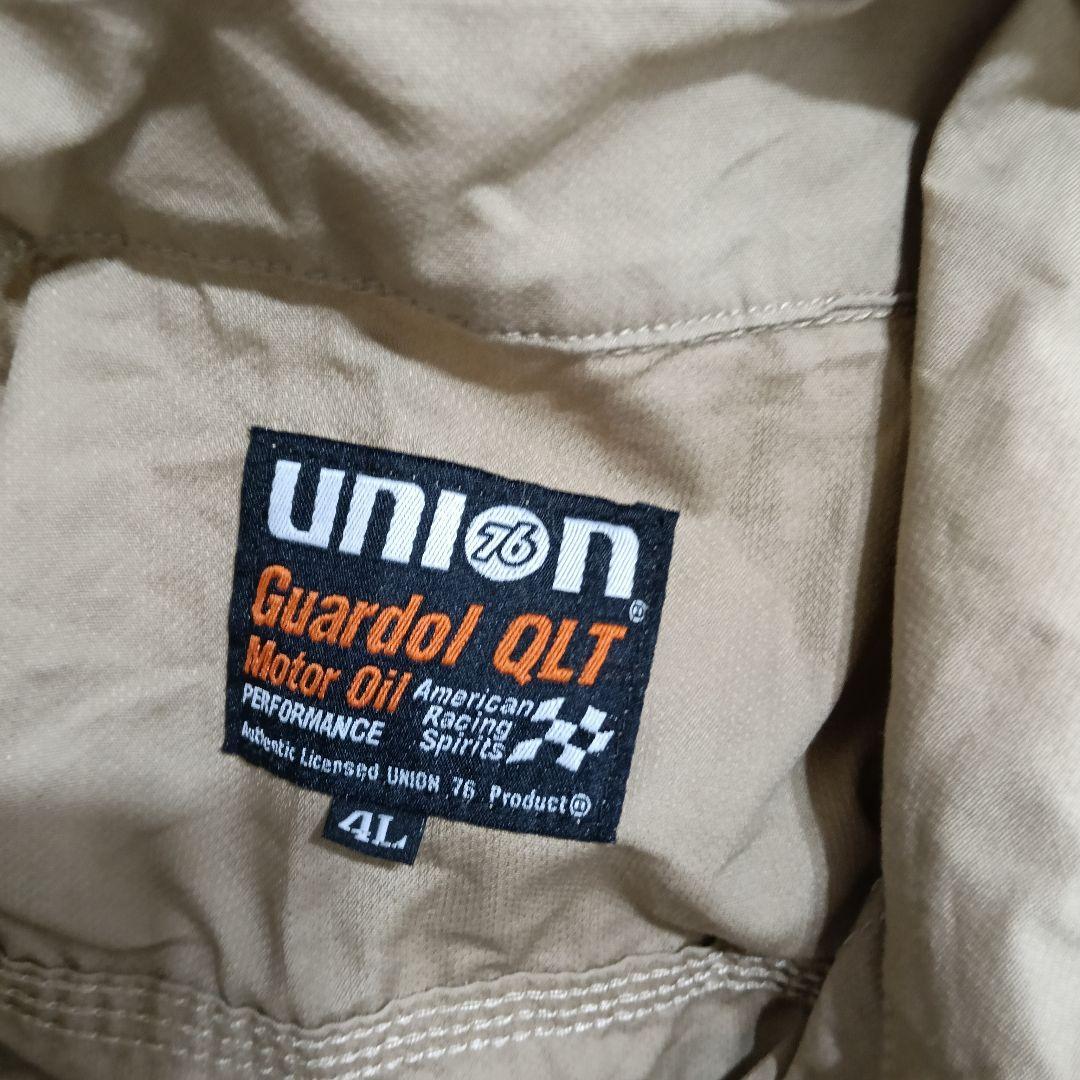 UNION 76 ®
Guardol QLT
Motor Oil
PERFORMANCE
American
Racing
Spirits
Authentic Licensed UNION 76 Product ®
4L